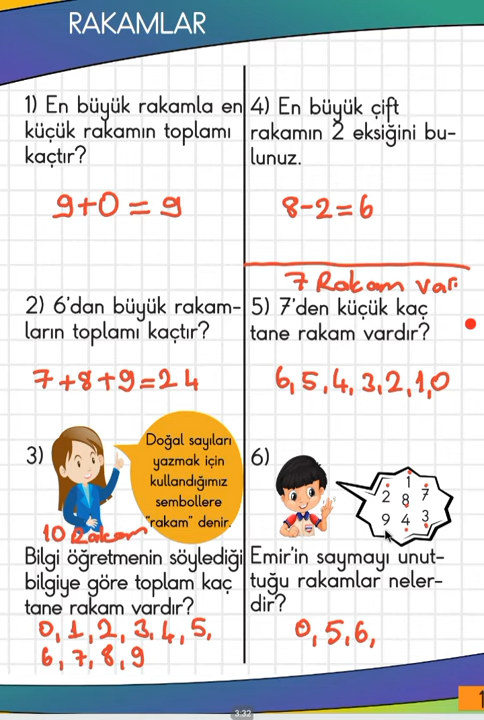 RAKAMLAR
1) En büyük rakamla en
küçük rakamın toplamı
kaçtır?
9+0=9
2) 6'dan büyük rakam-
ların toplamı kaçtır?
7+8+9=24
3)
Doğal sayıları
yazmak için
kullandığımız
sembollere
"rakam" denir.
10 Rakam
Bilgi öğretmenin söylediği
bilgiye göre toplam kaç
tane rakam vardır?
0,1,2,3,4,5,
6,7,8,9
4) En büyük çift
rakamın 2 eksiğini bu-
lunuz.
8-2=6
7 Rakam var.
5) 7'den küçük kaç
tane rakam vardır?
6,5,4,3,2,1,0
6)
1
2 8 7
9 4 3
Emir'in saymayı unut-
tuğu rakamlar neler-
dir?
0,5,6,
1
3:32